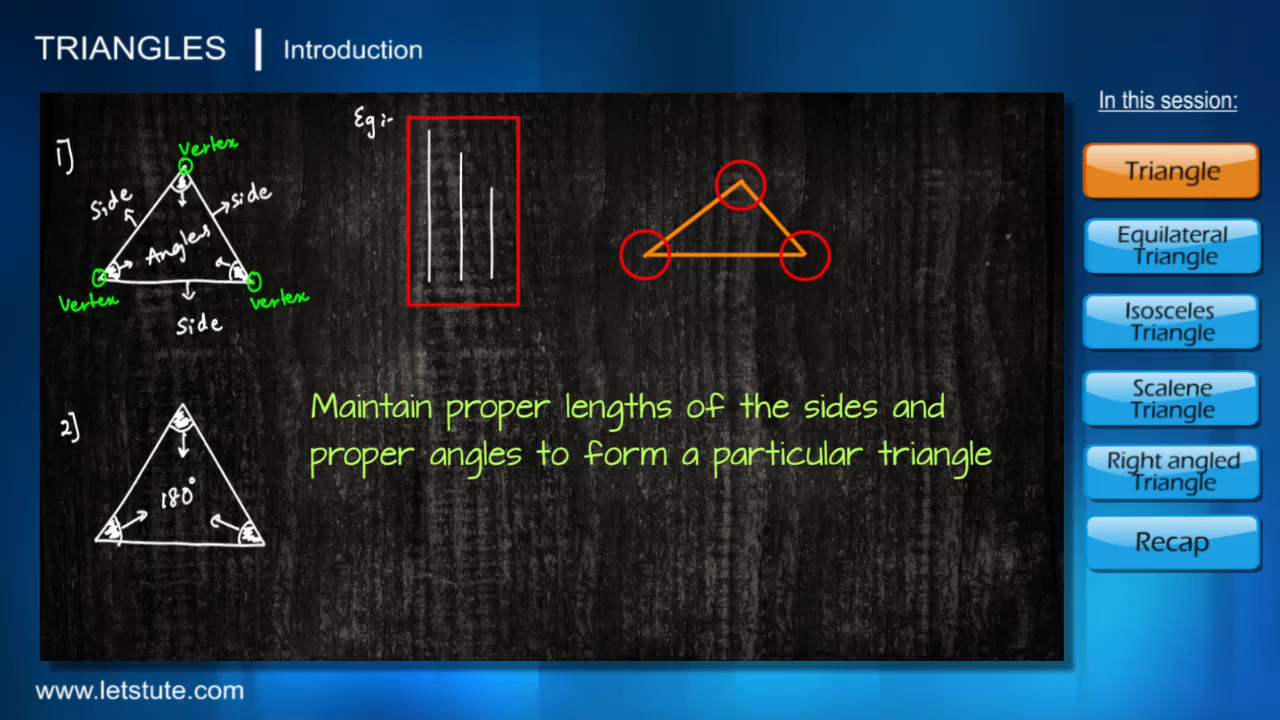 TRIANGLES | Introduction
In this session:
Triangle
Equilateral
Triangle
Isosceles
Triangle
Scalene
Triangle
Right angled
Triangle
Recap
1]
Vertex
Side
Side
Angles
Vertex
Vertex
Side
Eg:-
Maintain proper lengths of the sides and
proper angles to form a particular triangle
2]
180°
www.letstute.com